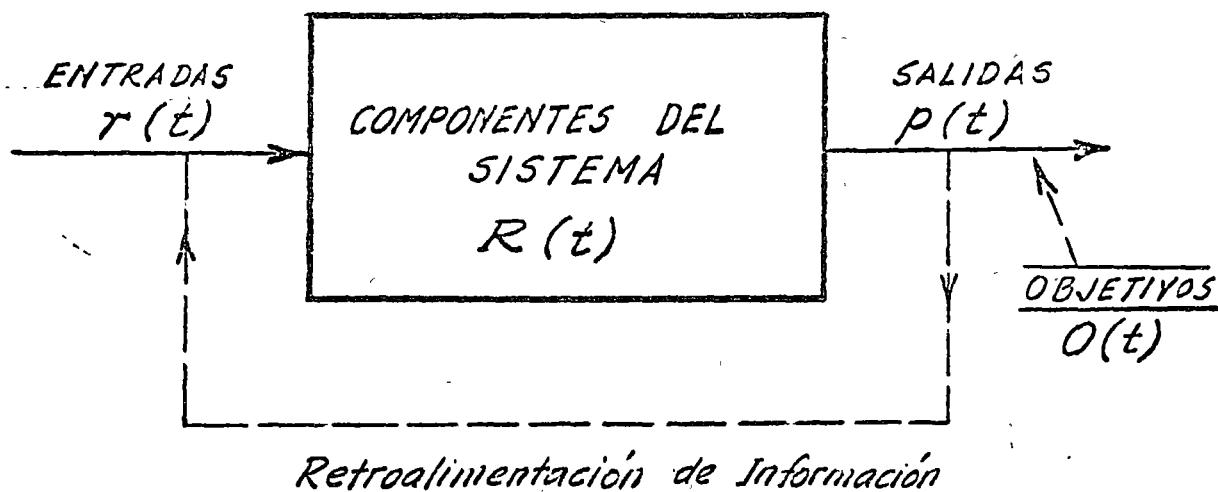 ENTRADAS
r(t)
COMPONENTES DEL
SISTEMA
R(t)
SALIDAS
p(t)
OBJETIVOS
O(t)
Retroalimentación de Información